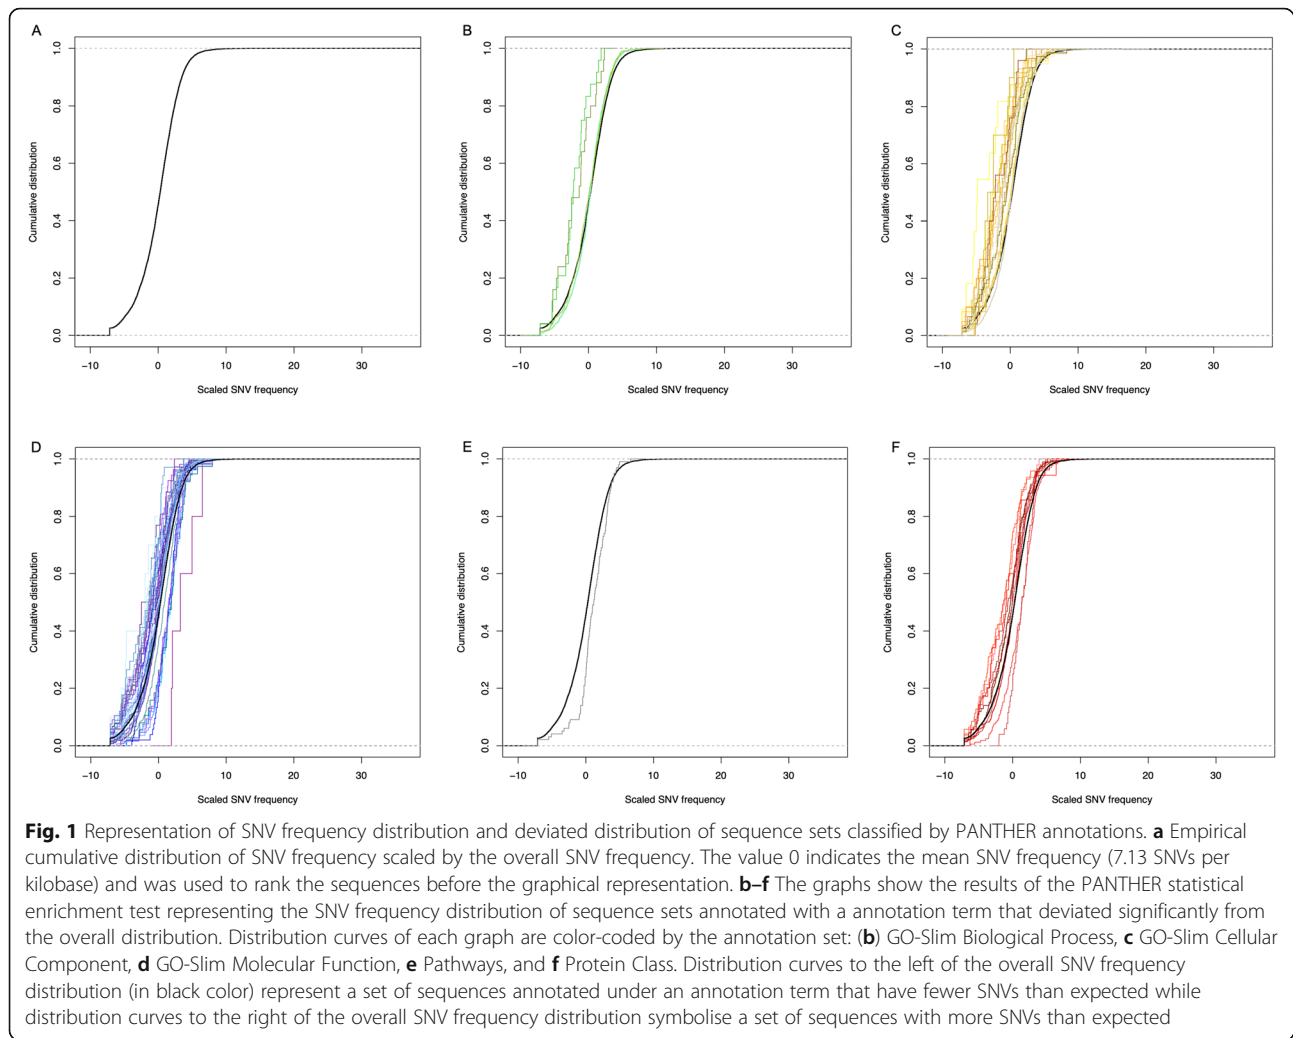 A
B
C
1.0
0.8
0.6
0.4
0.2
0.0
Cumulative distribution
−10 0 10 20 30
Scaled SNV frequency
1.0
0.8
0.6
0.4
0.2
0.0
Cumulative distribution
−10 0 10 20 30
Scaled SNV frequency
1.0
0.8
0.6
0.4
0.2
0.0
Cumulative distribution
−10 0 10 20 30
Scaled SNV frequency
D
E
F
1.0
0.8
0.6
0.4
0.2
0.0
Cumulative distribution
−10 0 10 20 30
Scaled SNV frequency
1.0
0.8
0.6
0.4
0.2
0.0
Cumulative distribution
−10 0 10 20 30
Scaled SNV frequency
1.0
0.8
0.6
0.4
0.2
0.0
Cumulative distribution
−10 0 10 20 30
Scaled SNV frequency
Fig. 1 Representation of SNV frequency distribution and deviated distribution of sequence sets classified by PANTHER annotations. a Empirical
cumulative distribution of SNV frequency scaled by the overall SNV frequency. The value 0 indicates the mean SNV frequency (7.13 SNVs per
kilobase) and was used to rank the sequences before the graphical representation. b–f The graphs show the results of the PANTHER statistical
enrichment test representing the SNV frequency distribution of sequence sets annotated with a annotation term that deviated significantly from
the overall distribution. Distribution curves of each graph are color-coded by the annotation set: (b) GO-Slim Biological Process, c GO-Slim Cellular
Component, d GO-Slim Molecular Function, e Pathways, and f Protein Class. Distribution curves to the left of the overall SNV frequency
distribution (in black color) represent a set of sequences annotated under an annotation term that have fewer SNVs than expected while
distribution curves to the right of the overall SNV frequency distribution symbolise a set of sequences with more SNVs than expected